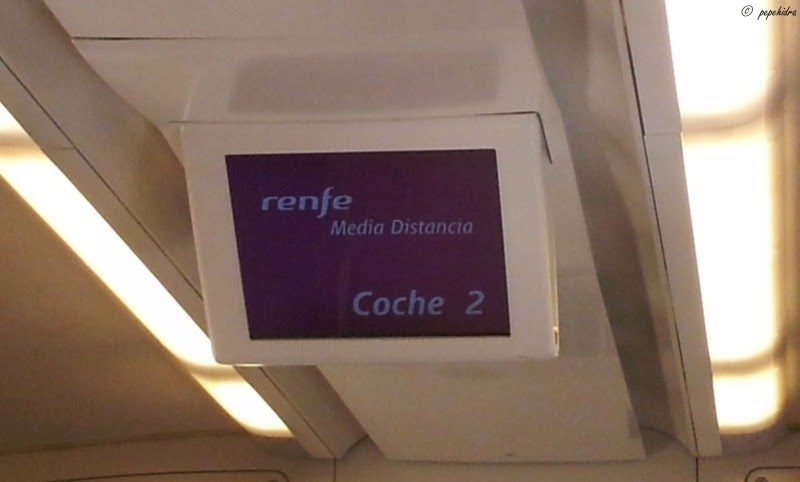 © pepehidra
renfe
Media Distancia
Coche 2